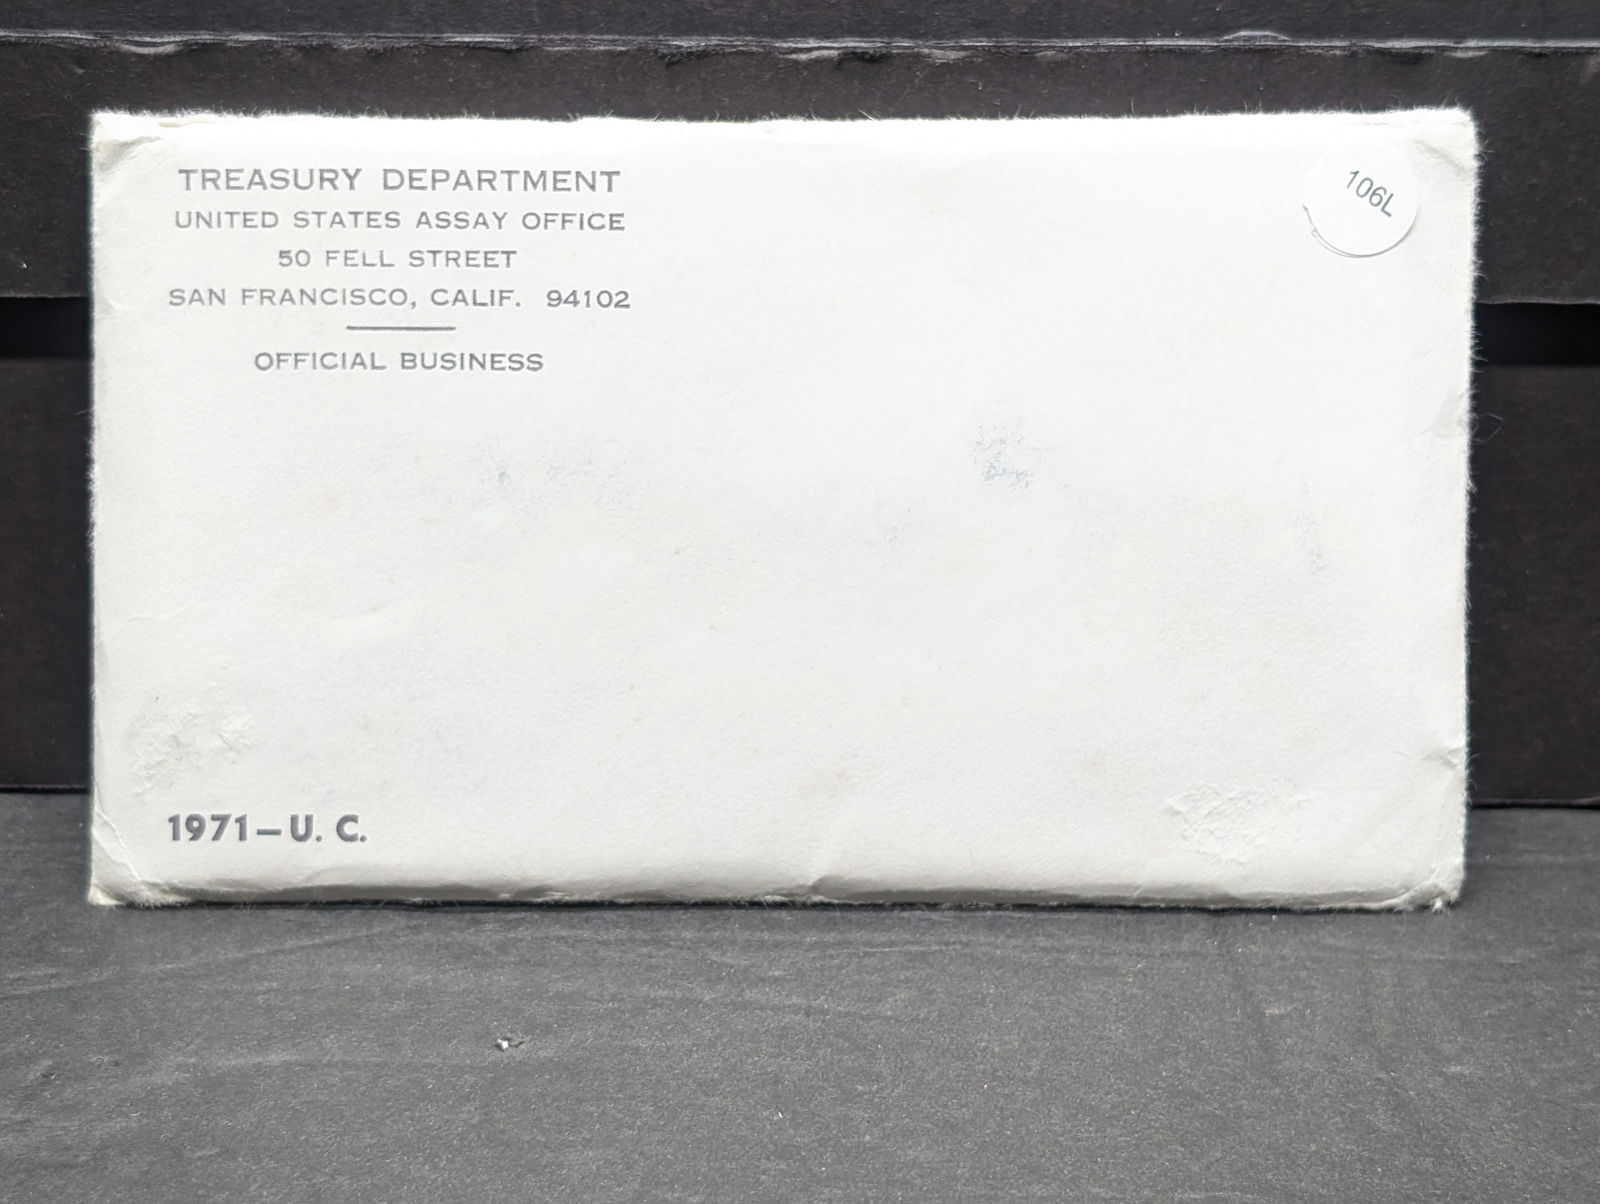 TREASURY DEPARTMENT
UNITED STATES ASSAY OFFICE
50 FELL STREET
SAN FRANCISCO, CALIF. 94102
OFFICIAL BUSINESS
106L
1971–U. C.